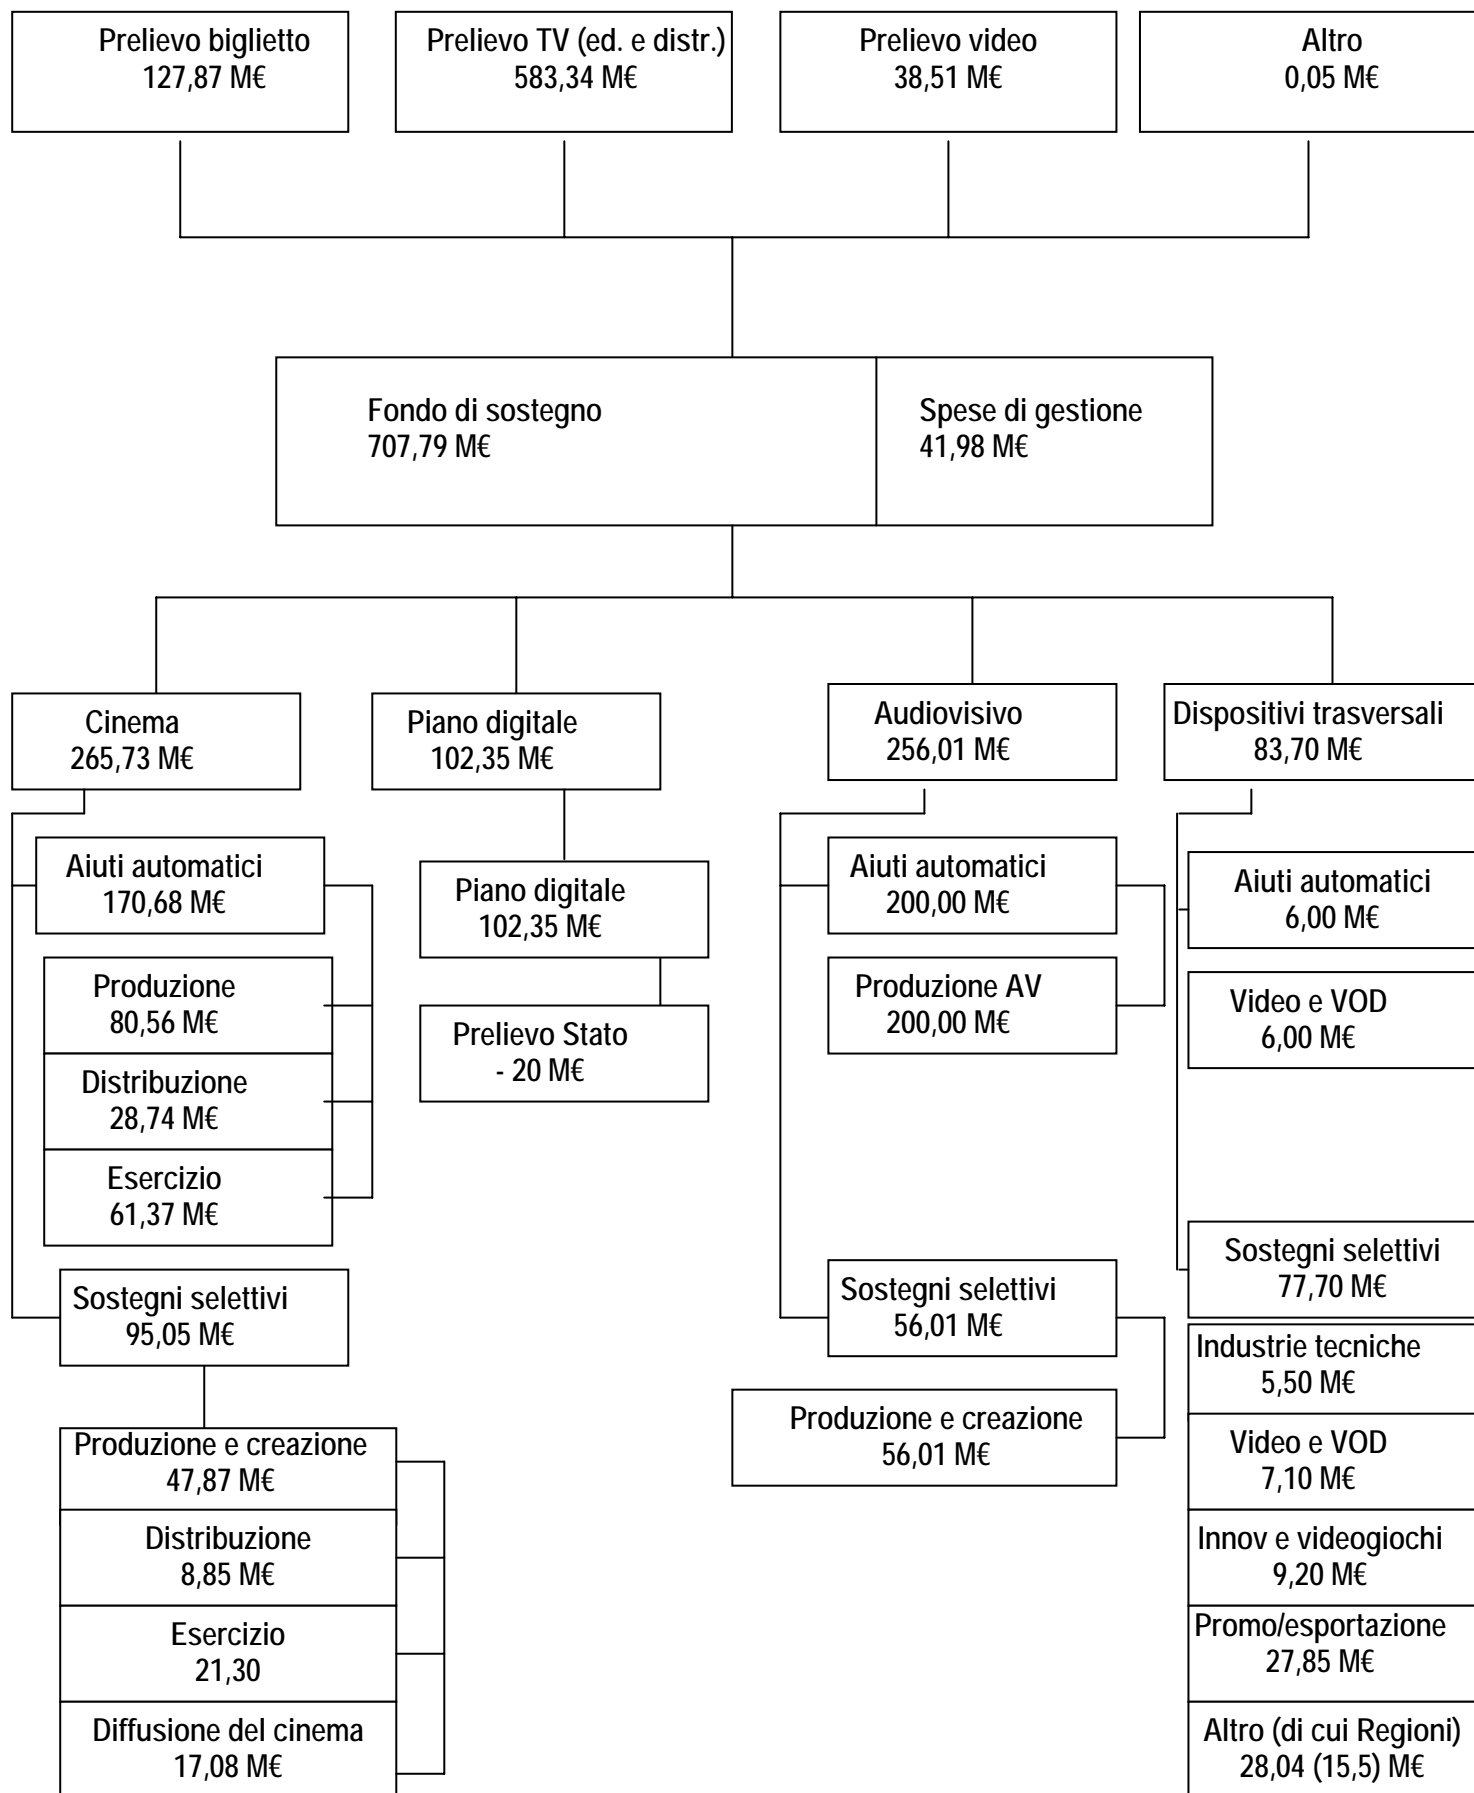 Prelievo biglietto
127,87 M€
Prelievo TV (ed. e distr.)
583,34 M€
Prelievo video
38,51 M€
Altro
0,05 M€
Fondo di sostegno
707,79 M€
Spese di gestione
41,98 M€
Cinema
265,73 M€
Piano digitale
102,35 M€
Audiovisivo
256,01 M€
Dispositivi trasversali
83,70 M€
Aiuti automatici
170,68 M€
Produzione
80,56 M€
Distribuzione
28,74 M€
Esercizio
61,37 M€
Sostegni selettivi
95,05 M€
Produzione e creazione
47,87 M€
Distribuzione
8,85 M€
Esercizio
21,30
Diffusione del cinema
17,08 M€
Piano digitale
102,35 M€
Prelievo Stato
- 20 M€
Aiuti automatici
200,00 M€
Produzione AV
200,00 M€
Sostegni selettivi
56,01 M€
Produzione e creazione
56,01 M€
Aiuti automatici
6,00 M€
Video e VOD
6,00 M€
Sostegni selettivi
77,70 M€
Industrie tecniche
5,50 M€
Video e VOD
7,10 M€
Innov e videogiochi
9,20 M€
Promo/esportazione
27,85 M€
Altro (di cui Regioni)
28,04 (15,5) M€